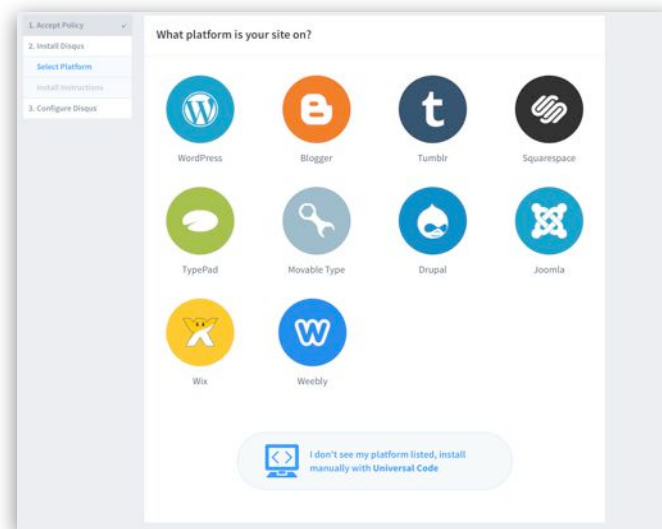 1. Accept Policy
2. Install Disqus
Select Platform
Install Instructions
3. Configure Disqus
What platform is your site on?
WordPress
Blogger
Tumblr
Squarespace
TypePad
Movable Type
Drupal
Joomla
Wix
Weebly
I don't see my platform listed, install
manually with Universal Code